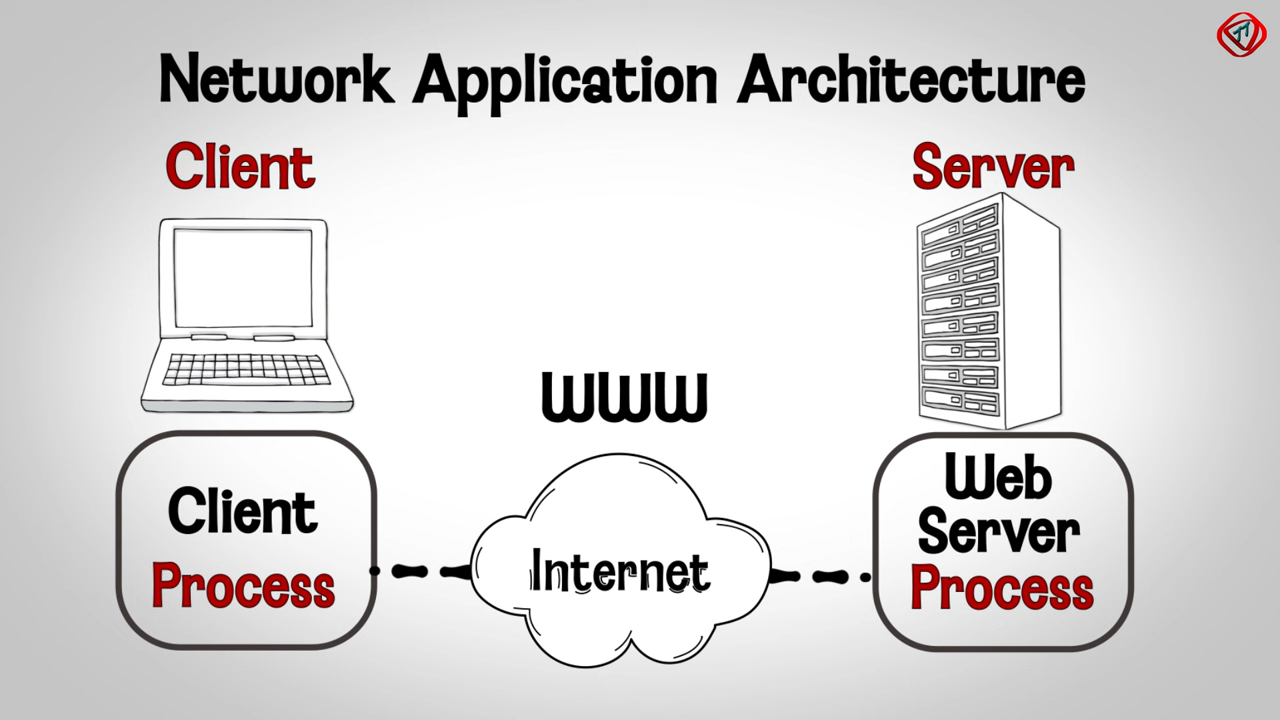 Network Application Architecture
Client
Server
WWW
Client
Process
Internet
Web
Server
Process